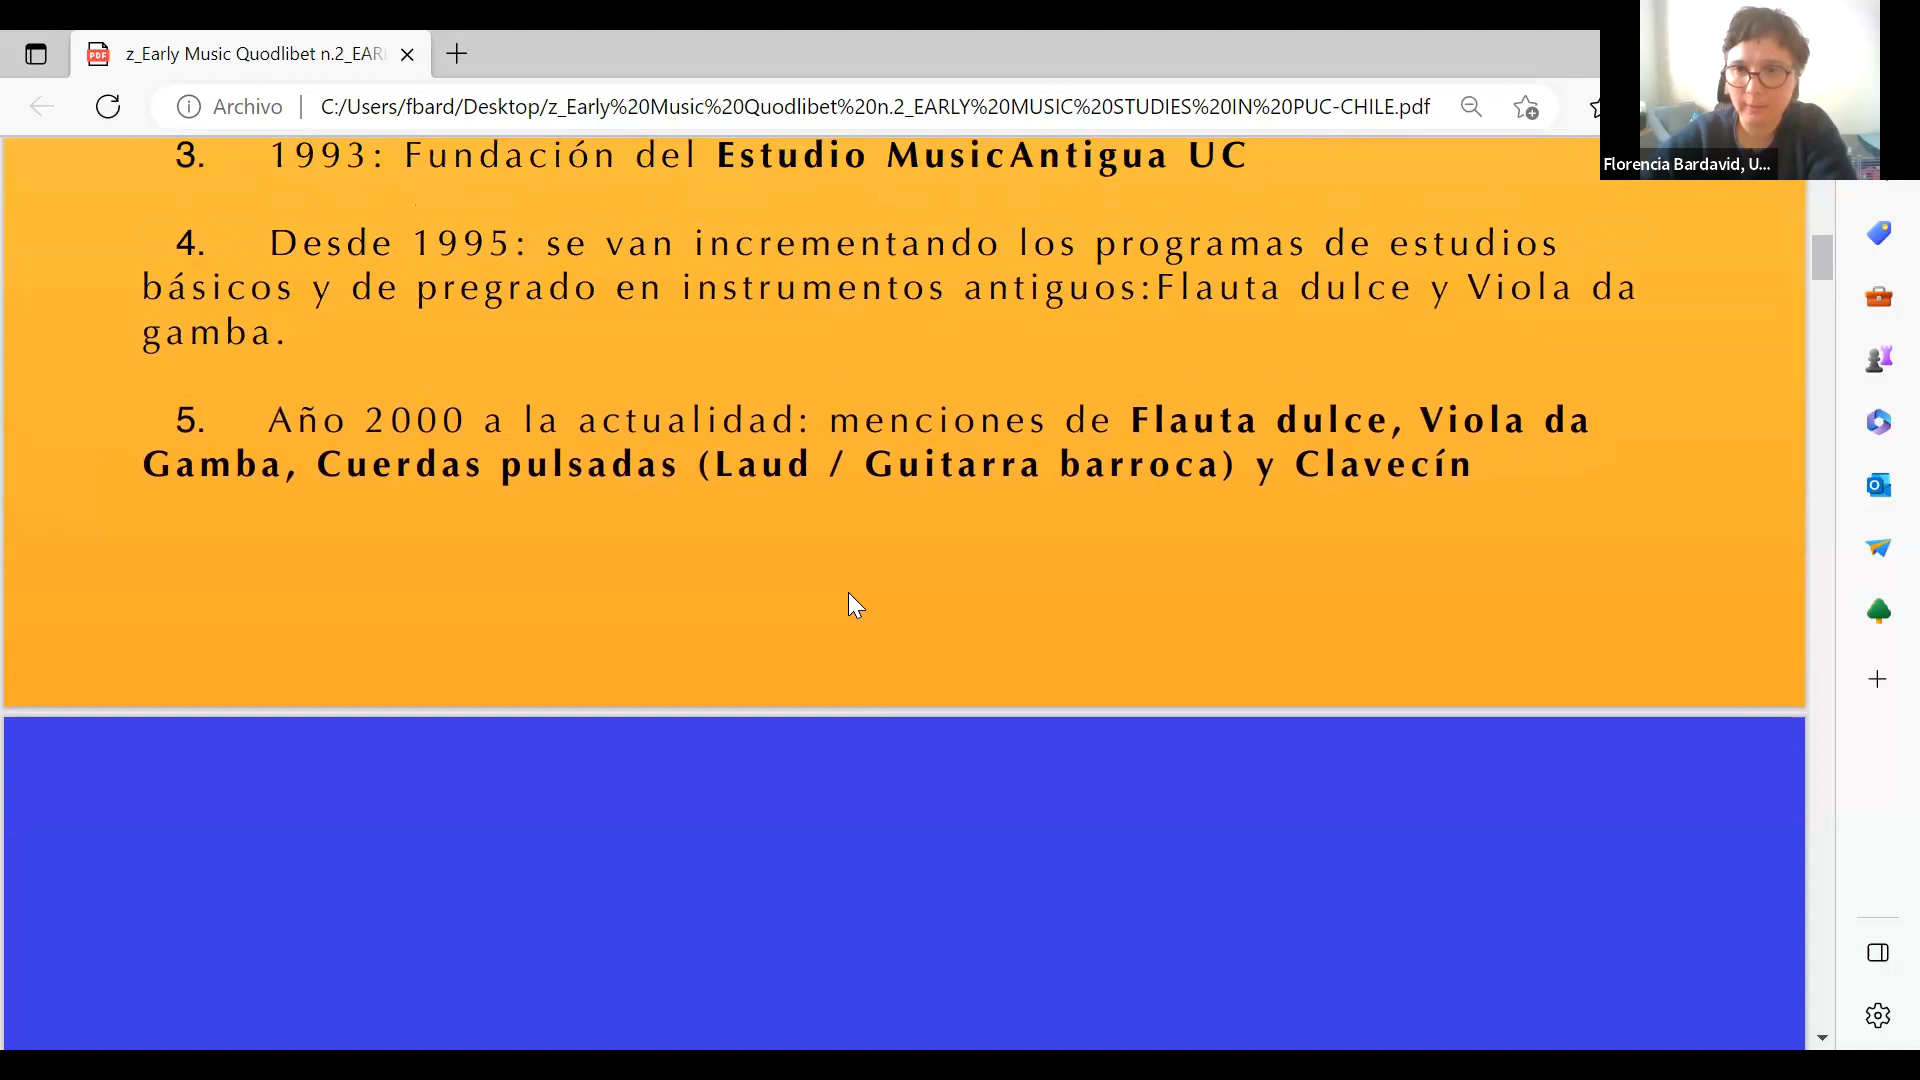 z_Early Music Quodlibet n.2_EAR
Archivo
C:/Users/fbard/Desktop/z_Early%20Music%20Quodlibet%20n.2_EARLY%20MUSIC%20STUDIES%20IN%20PUC-CHILE.pdf
Florencia Bardavid, U...
3. 1993: Fundación del Estudio MusicAntigua UC
4. Desde 1995: se van incrementando los programas de estudios
básicos y de pregrado en instrumentos antiguos:Flauta dulce y Viola da
gamba.
5. Año 2000 a la actualidad: menciones de Flauta dulce, Viola da
Gamba, Cuerdas pulsadas (Laud / Guitarra barroca) y Clavecín